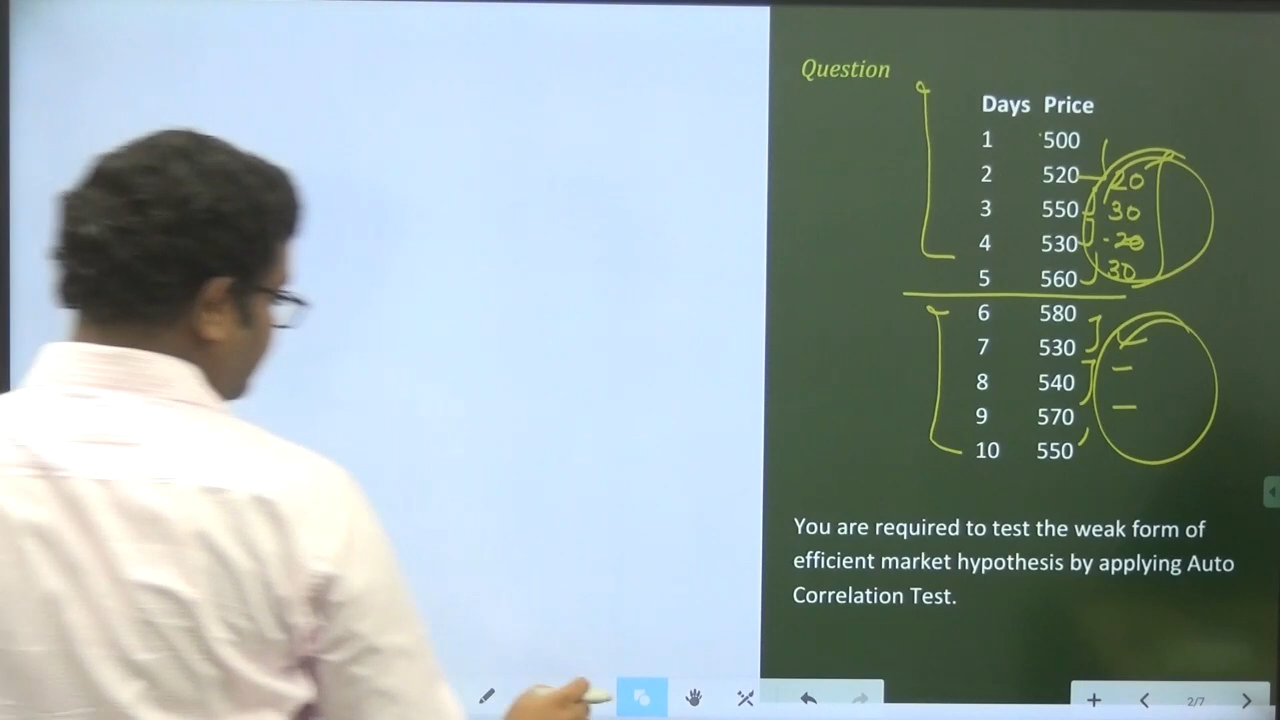 Question
Days Price
1 500
2 520 20
3 550 30
4 530 -20
5 560 30
6 580
7 530
8 540
9 570
10 550
You are required to test the weak form of
efficient market hypothesis by applying Auto
Correlation Test.
2/7